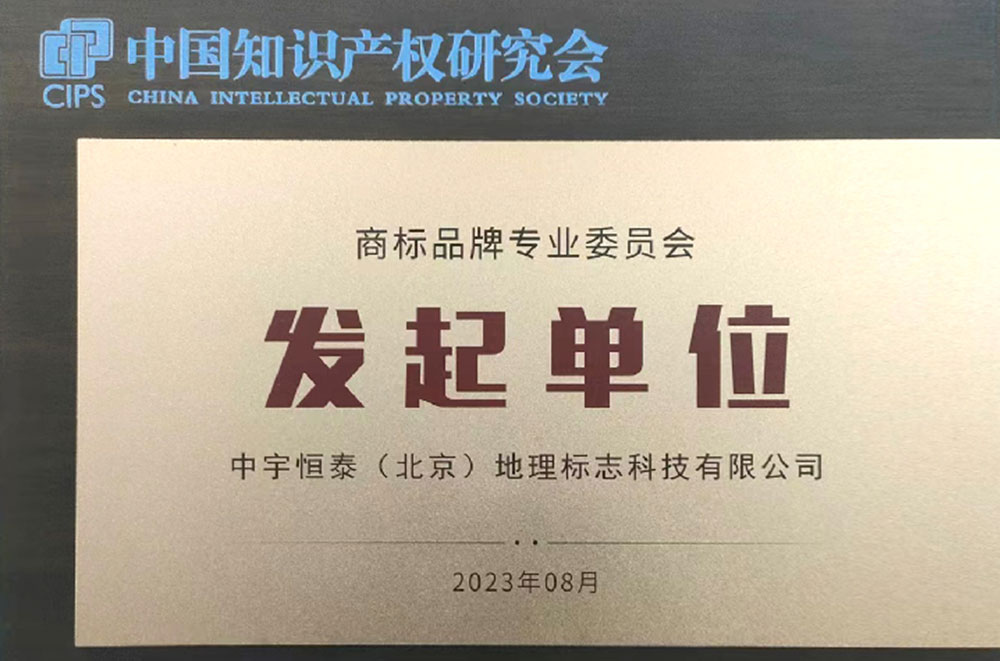 中国知识产权研究会
CIPS
CHINA INTELLECTUAL PROPERTY SOCIETY
商标品牌专业委员会
发起单位
中宇恒泰（北京）地理标志科技有限公司
2023年08月